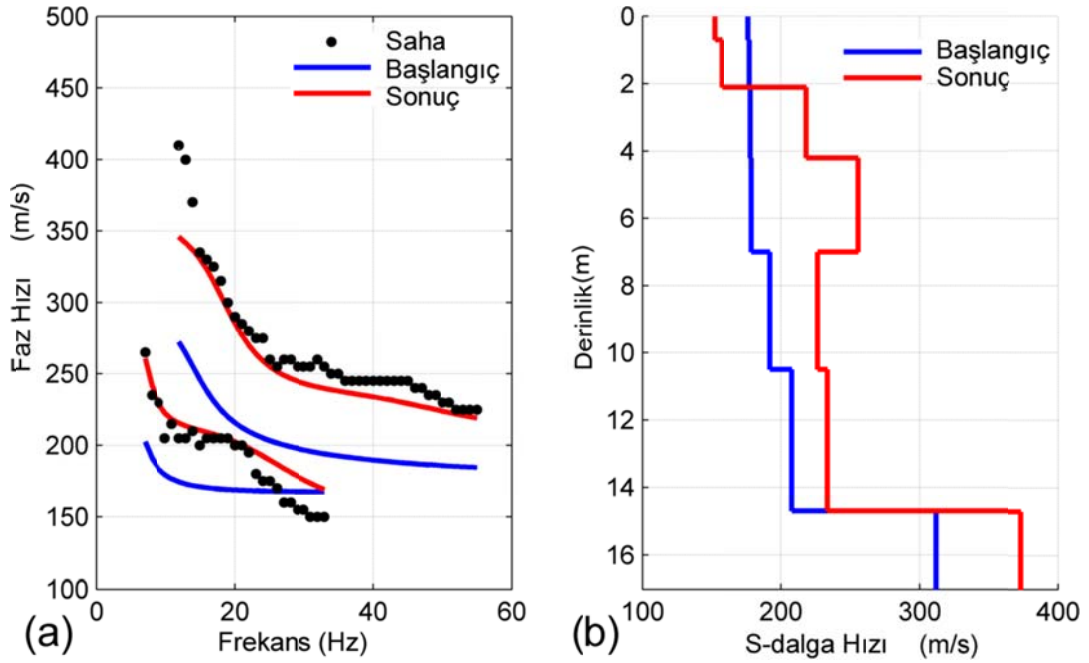 500
450
400
350
300
250
200
150
100
Faz Hızı (m/s)
Saha
Başlangıç
Sonuç
0 20 40 60
(a)
Frekans (Hz)
0
2
4
6
8
10
12
14
16
Derinlik(m)
Başlangıç
Sonuç
100 200 300 400
(b)
S-dalga Hızı (m/s)